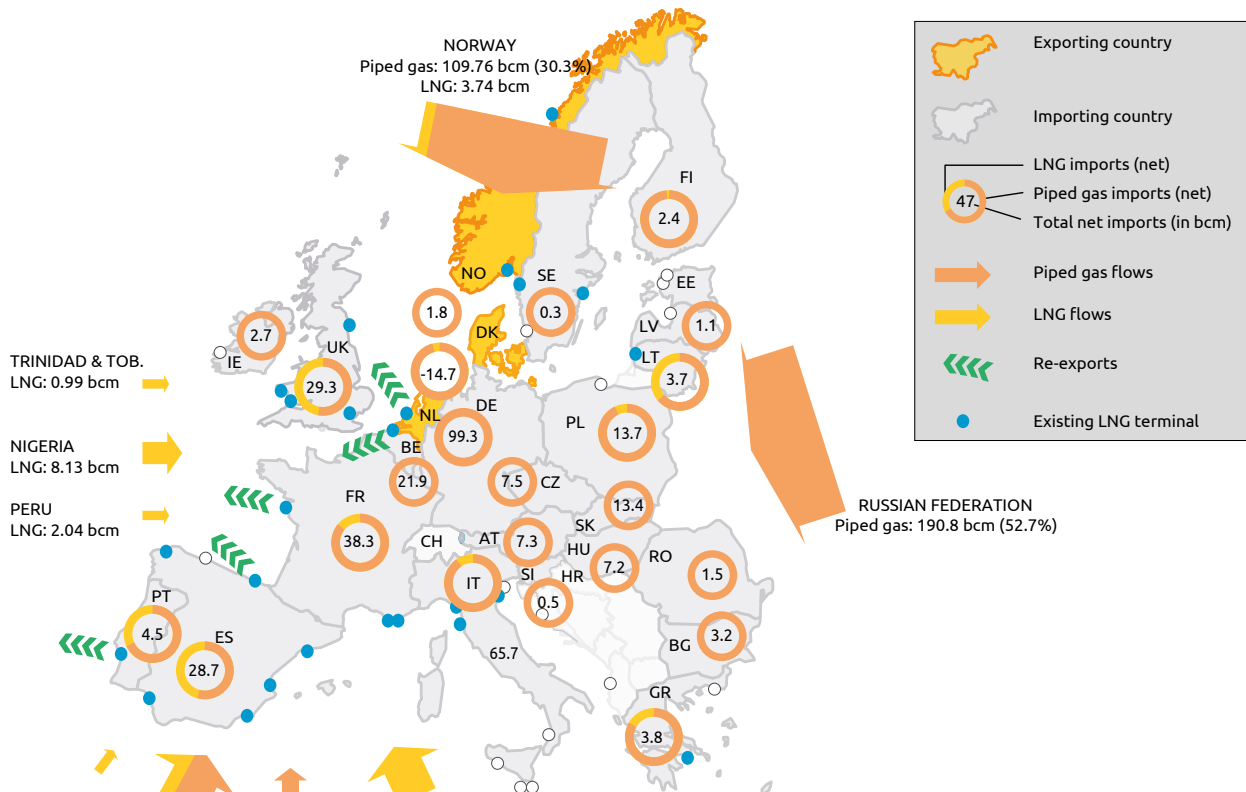 NORWAY
Piped gas: 109.76 bcm (30.3%)
LNG: 3.74 bcm
Exporting country
Importing country
LNG imports (net)
Piped gas imports (net)
47
Total net imports (in bcm)
Piped gas flows
LNG flows
Re-exports
Existing LNG terminal
FI
2.4
NO
SE
EE
1.8
0.3
DK
LV
1.1
2.7
IE
UK
LT
TRINIDAD & TOB.
LNG: 0.99 bcm
29.3
-14.7
3.7
NL
DE
PL
99.3
13.7
NIGERIA
LNG: 8.13 bcm
BE
21.9
7.5
CZ
FR
PERU
LNG: 2.04 bcm
13.4
RUSSIAN FEDERATION
Piped gas: 190.8 bcm (52.7%)
SK
38.3
CH
AT
7.3
HU
RO
7.2
SI
HR
IT
1.5
0.5
PT
4.5
ES
28.7
65.7
BG
3.2
GR
3.8